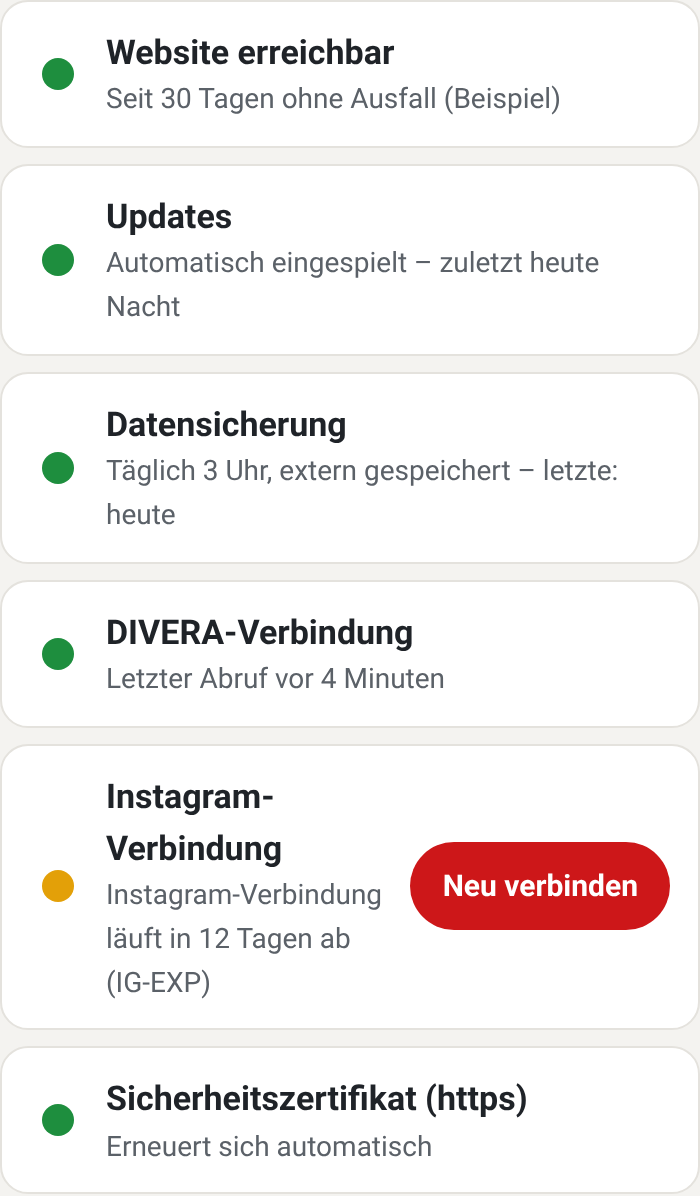 Website erreichbar
Seit 30 Tagen ohne Ausfall (Beispiel)
Updates
Automatisch eingespielt – zuletzt heute
Nacht
Datensicherung
Täglich 3 Uhr, extern gespeichert – letzte:
heute
DIVERA-Verbindung
Letzter Abruf vor 4 Minuten
Instagram-
Verbindung
Instagram-Verbindung
läuft in 12 Tagen ab
(IG-EXP)
Neu verbinden
Sicherheitszertifikat (https)
Erneuert sich automatisch